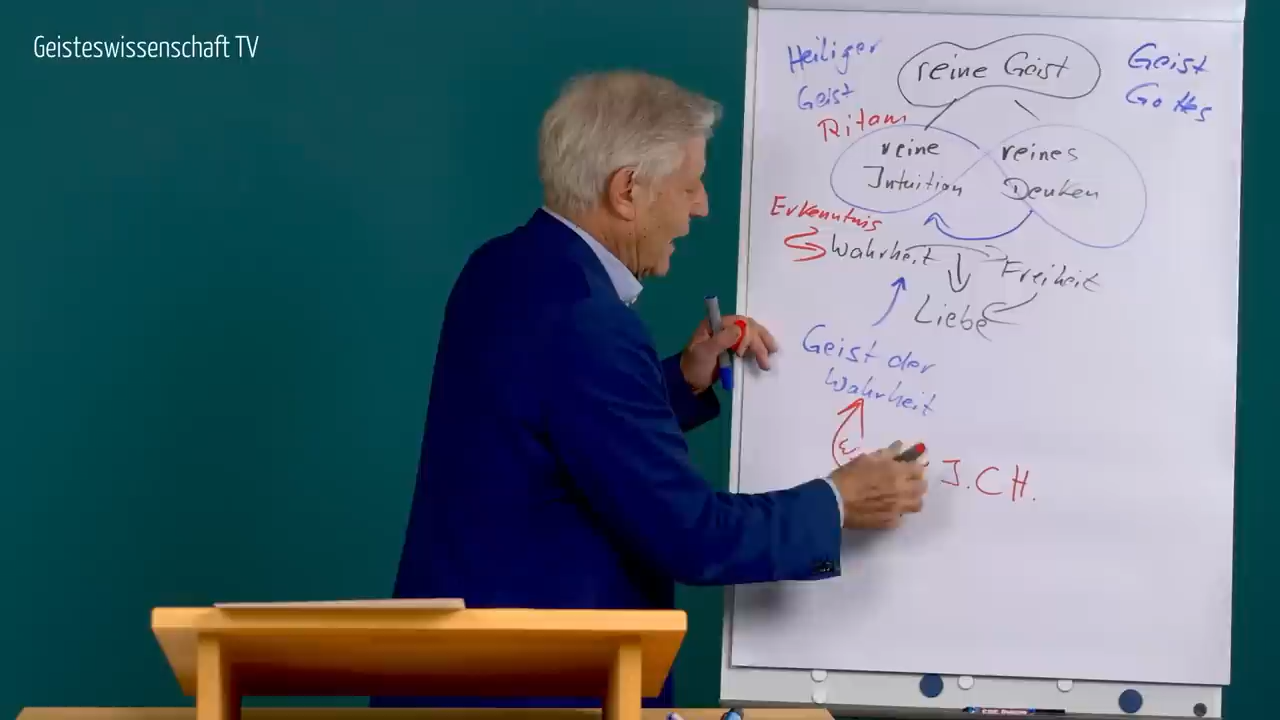 Geisteswissenschaft TV
Heiliger
Geist
reine Geist
Geist
Gottes
Ritam
reine
Intuition
reines
Denken
Erkenntnis
Wahrheit
Freiheit
Liebe
Geist der
Wahrheit
J.CH.